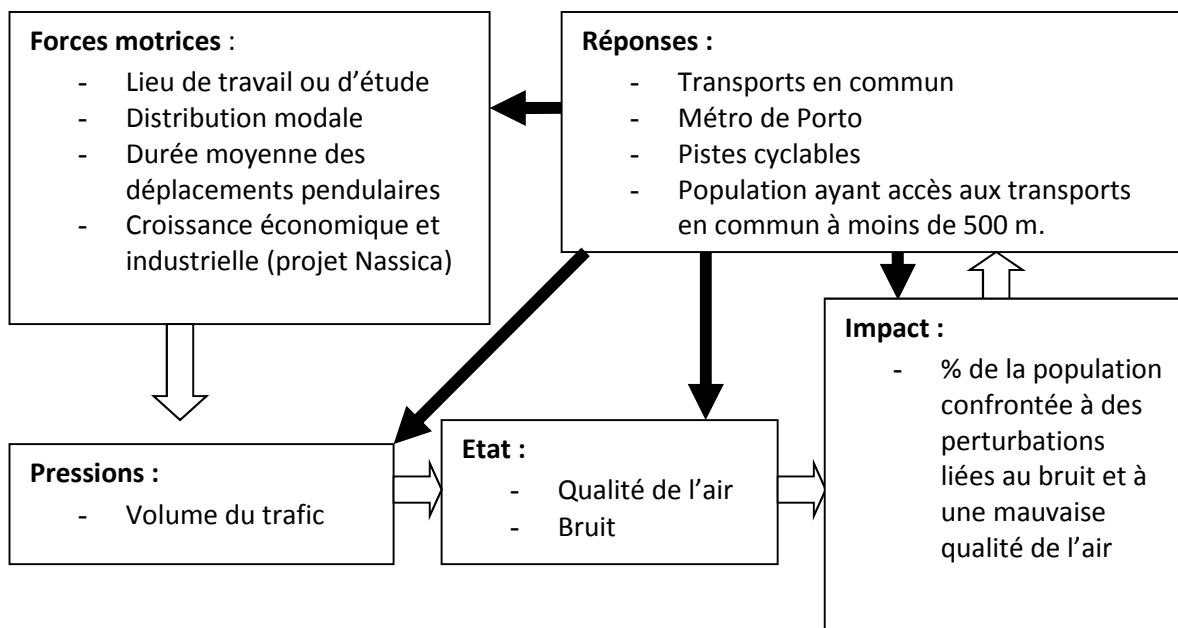 Forces motrices :
- Lieu de travail ou d’étude
- Distribution modale
- Durée moyenne des
déplacements pendulaires
- Croissance économique et
industrielle (projet Nassica)
Réponses :
- Transports en commun
- Métro de Porto
- Pistes cyclables
- Population ayant accès aux transports
en commun à moins de 500 m.
Pressions :
- Volume du trafic
Etat :
- Qualité de l’air
- Bruit
Impact :
- % de la population
confrontée à des
perturbations
liées au bruit et à
une mauvaise
qualité de l’air